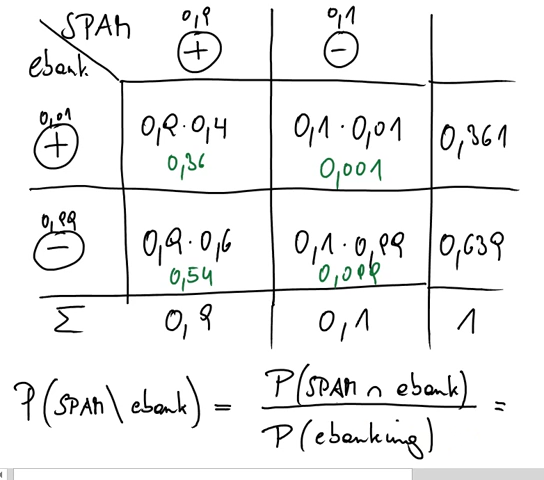 SPAM 0,9 0,1
ebank + −
0,01 0,9·0,4 0,1·0,01 0,361
+ 0,36 0,001
0,99 0,9·0,6 0,1·0,99 0,639
− 0,54 0,099
Σ 0,9 0,1 1
P(SPAM\ebank) = P(SPAM ∩ ebank) =
P(ebanking)